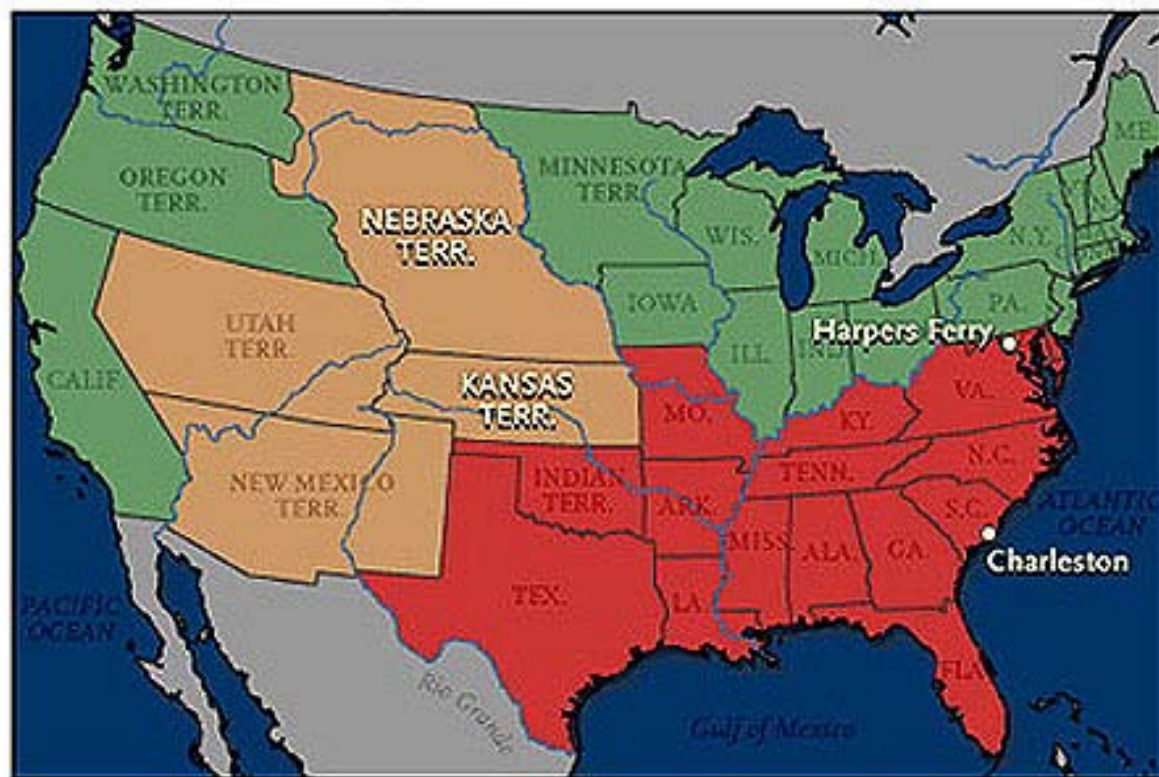 WASHINGTON
TERR.
OREGON
TERR.
NEBRASKA
TERR.
MINNESOTA
TERR.
WIS.
MICH.
ME.
N.Y.
CONN.
PA.
IOWA
ILL.
IND.
Harpers Ferry
UTAH
TERR.
CALIF.
KANSAS
TERR.
MO.
KY.
VA.
NEW MEXICO
TERR.
INDIAN
TERR.
TENN.
N.C.
ARK.
S.C.
ATLANTIC
OCEAN
MISS.
ALA.
GA.
Charleston
TEX.
LA.
FLA.
PACIFIC
OCEAN
Rio Grande
Gulf of Mexico